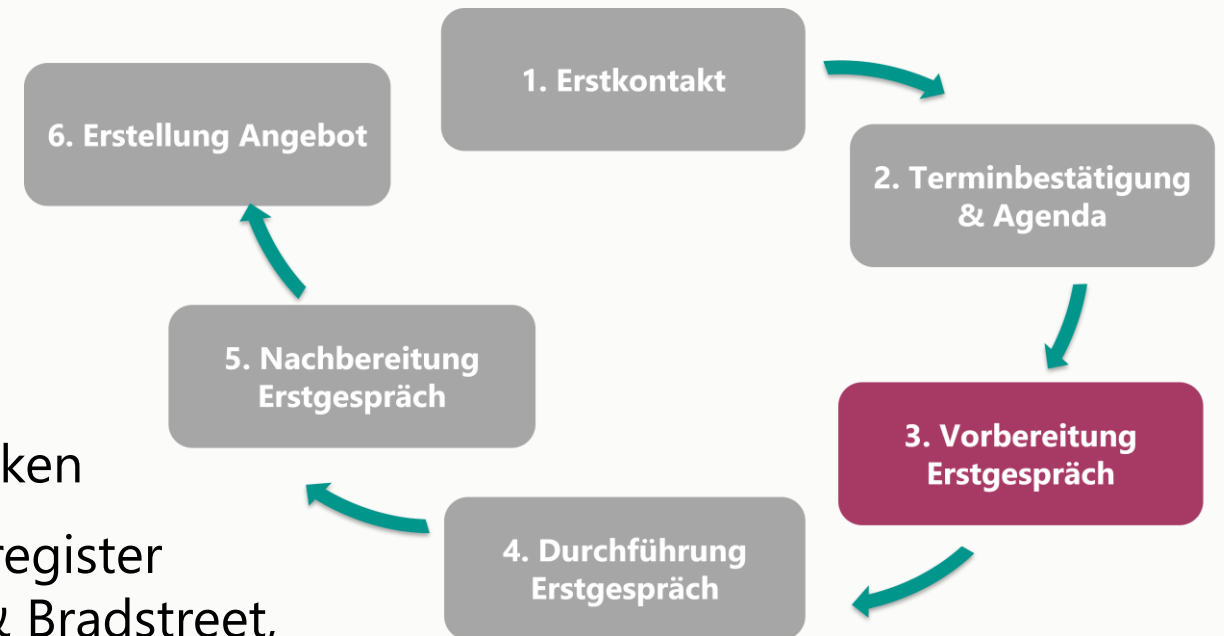 1. Erstkontakt
2. Terminbestätigung
& Agenda
3. Vorbereitung
Erstgespräch
4. Durchführung
Erstgespräch
5. Nachbereitung
Erstgespräch
6. Erstellung Angebot
ken
register
& Bradstreet,